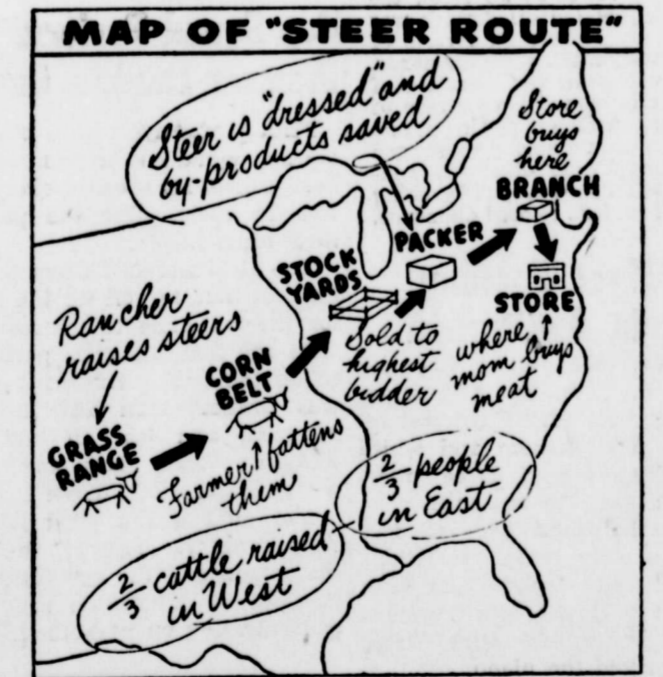 MAP OF "STEER ROUTE"
Steer is "dressed" and
by-products saved
Store
buys
here
BRANCH
PACKER
STOCK
YARDS
STORE
Rancher
raises steers
Sold to
highest
bidder
where
mom buys
meat
CORN
BELT
GRASS
RANGE
Farmer fattens
them
2/3 people
in East
2/3 cattle raised
in West